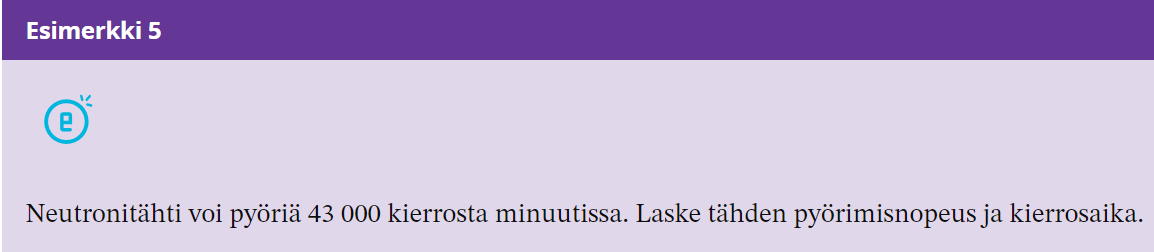 Esimerkki 5
e
Neutronitähti voi pyöriä 43 000 kierrosta minuutissa. Laske tähden pyörimisnopeus ja kierrosaika.